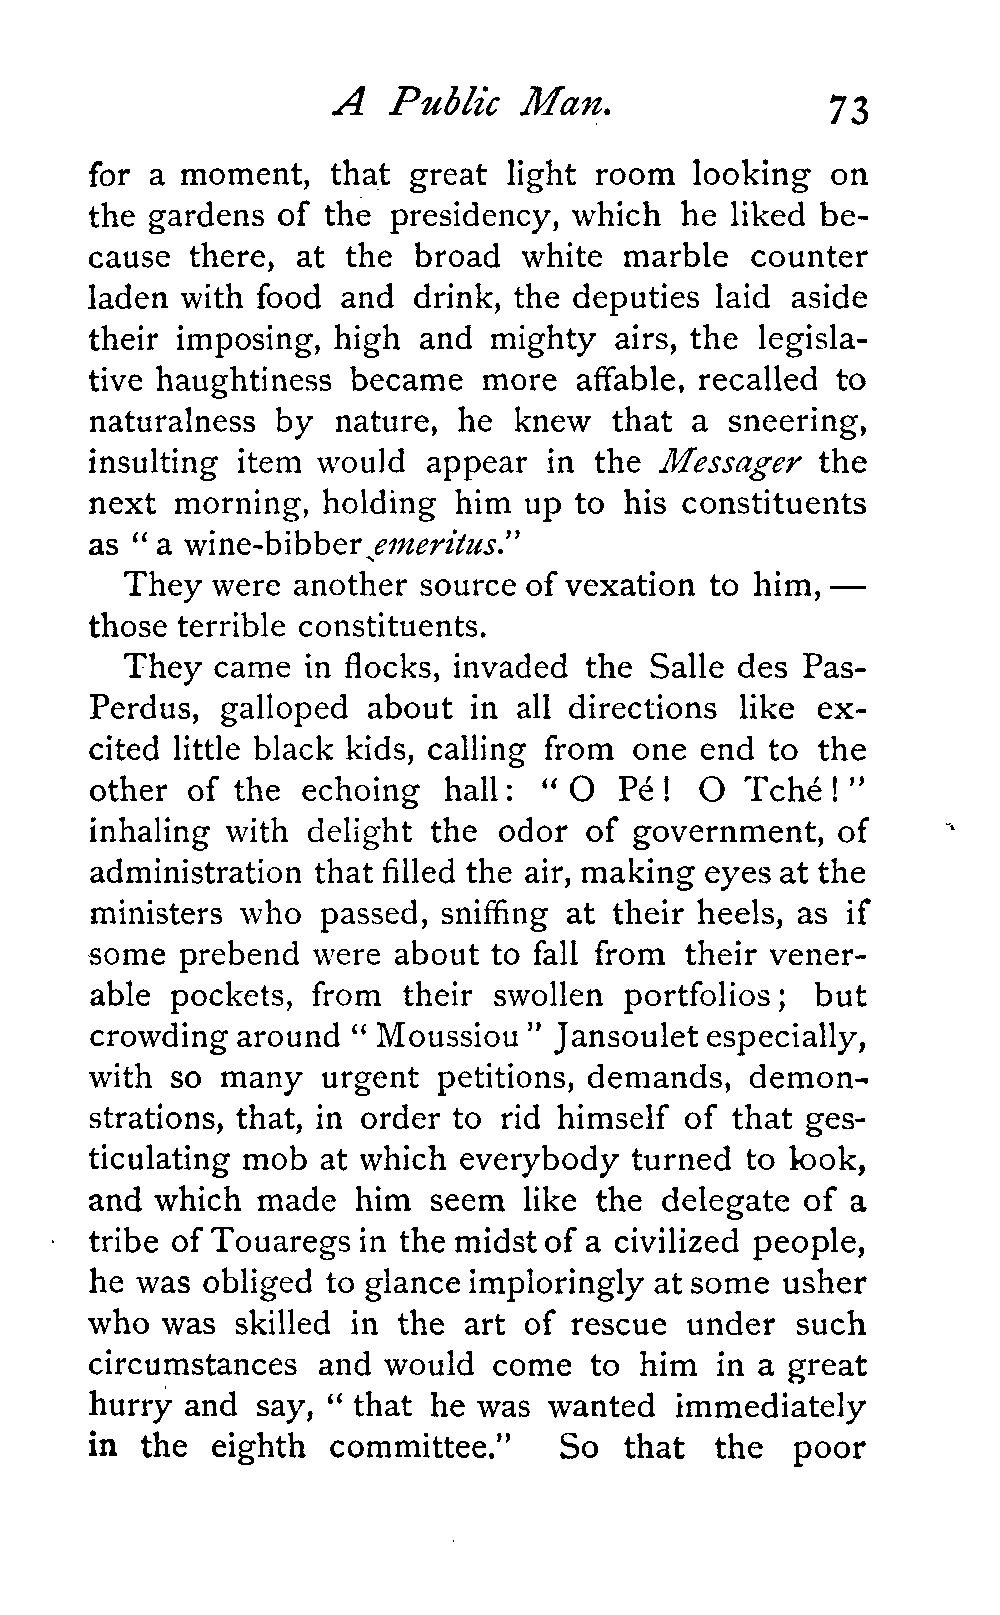 A Public Man. 73
for a moment, that great light room looking on
the gardens of the presidency, which he liked be-
cause there, at the broad white marble counter
laden with food and drink, the deputies laid aside
their imposing, high and mighty airs, the legisla-
tive haughtiness became more affable, recalled to
naturalness by nature, he knew that a sneering,
insulting item would appear in the Messager the
next morning, holding him up to his constituents
as " a wine-bibber emeritus."
They were another source of vexation to him, —
those terrible constituents.
They came in flocks, invaded the Salle des Pas-
Perdus, galloped about in all directions like ex-
cited little black kids, calling from one end to the
other of the echoing hall: " O Pé! O Tché! "
inhaling with delight the odor of government, of
administration that filled the air, making eyes at the
ministers who passed, sniffing at their heels, as if
some prebend were about to fall from their vener-
able pockets, from their swollen portfolios; but
crowding around " Moussiou " Jansoulet especially,
with so many urgent petitions, demands, demon-
strations, that, in order to rid himself of that ges-
ticulating mob at which everybody turned to look,
and which made him seem like the delegate of a
tribe of Touaregs in the midst of a civilized people,
he was obliged to glance imploringly at some usher
who was skilled in the art of rescue under such
circumstances and would come to him in a great
hurry and say, " that he was wanted immediately
in the eighth committee." So that the poor